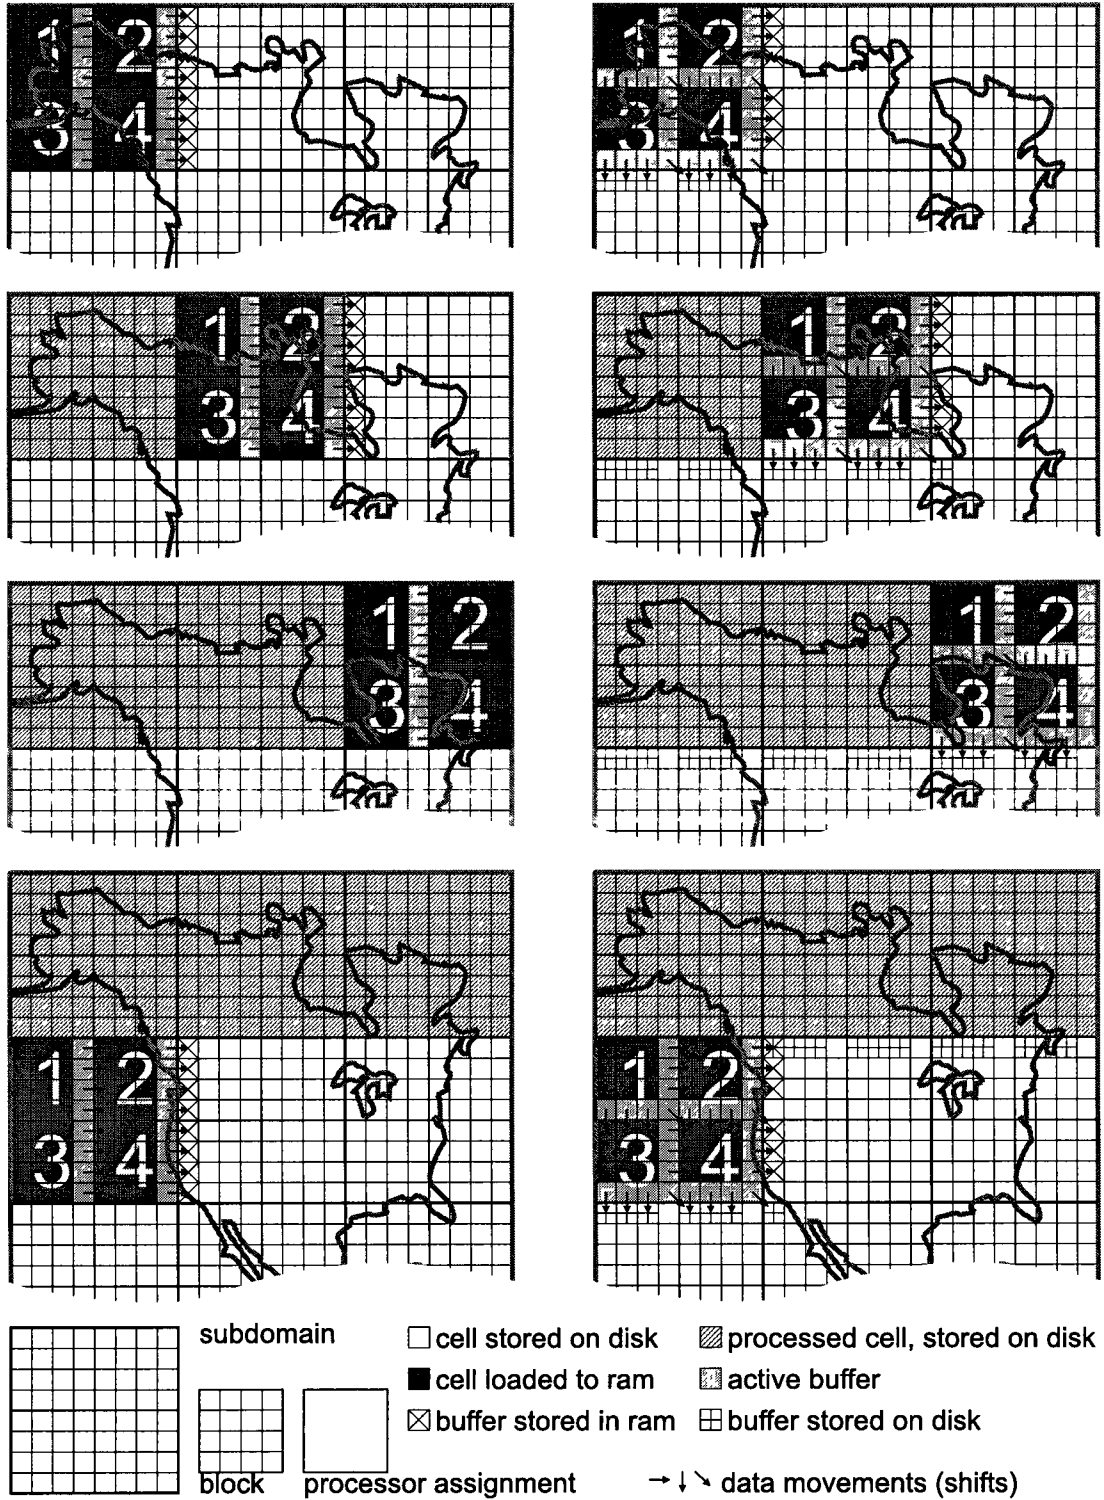 1 2 1 2
3 4 3 4
1 2 1 2
3 4 3 4
1 2 1 2
3 4 3 4
1 2 1 2
3 4 3 4
subdomain
cell stored on disk
processed cell, stored on disk
cell loaded to ram
active buffer
buffer stored in ram
buffer stored on disk
block
processor assignment
data movements (shifts)